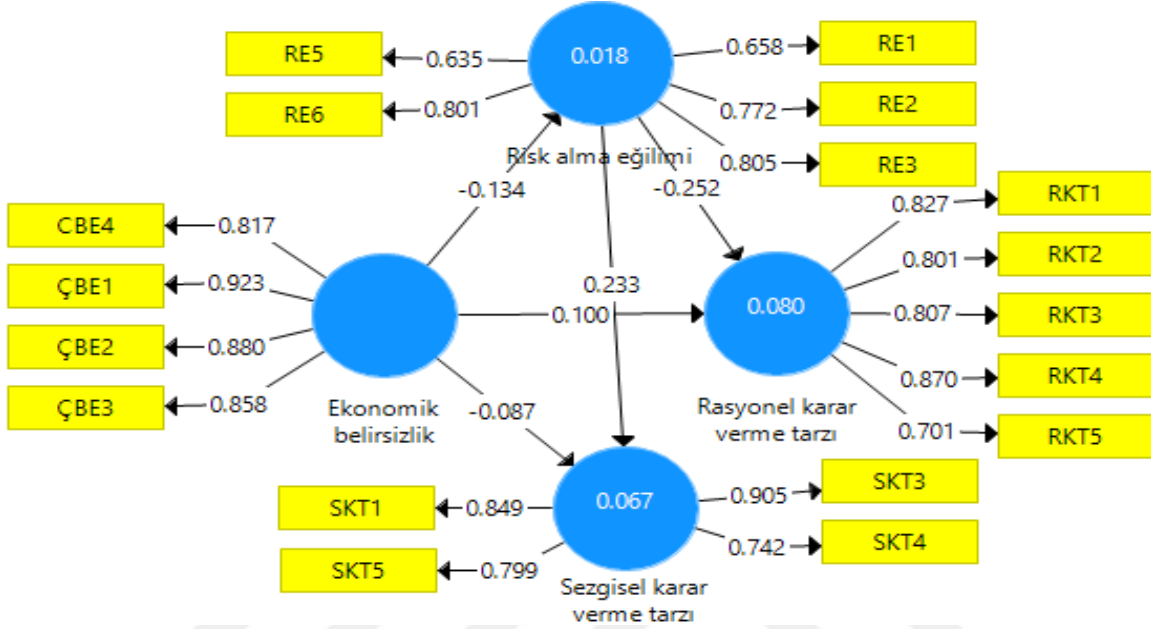 RE5
0.635
0.018
0.658
RE1
RE6
0.801
0.772
RE2
Risk alma eğilimi
0.805
RE3
-0.134
-0.252
CBE4
0.817
0.827
RKT1
ÇBE1
0.923
0.801
RKT2
0.233
0.100
0.080
0.807
RKT3
ÇBE2
0.880
0.870
RKT4
ÇBE3
0.858
Ekonomik
belirsizlik
-0.087
Rasyonel karar
verme tarzı
0.701
RKT5
SKT1
0.849
0.067
0.905
SKT3
SKT5
0.799
0.742
SKT4
Sezgisel karar
verme tarzı